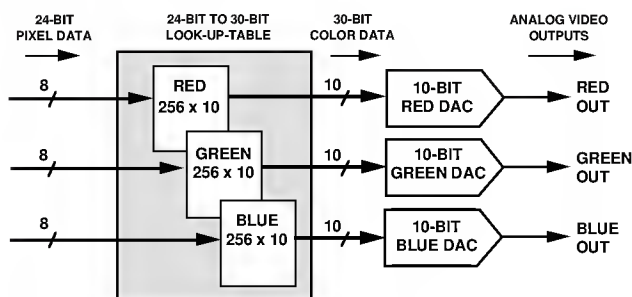 24-BIT
PIXEL DATA
24-BIT TO 30-BIT
LOOK-UP-TABLE
30-BIT
COLOR DATA
ANALOG VIDEO
OUTPUTS
8
RED
256 x 10
10
10-BIT
RED DAC
RED
OUT
8
GREEN
256 x 10
10
10-BIT
GREEN DAC
GREEN
OUT
8
BLUE
256 x 10
10
10-BIT
BLUE DAC
BLUE
OUT